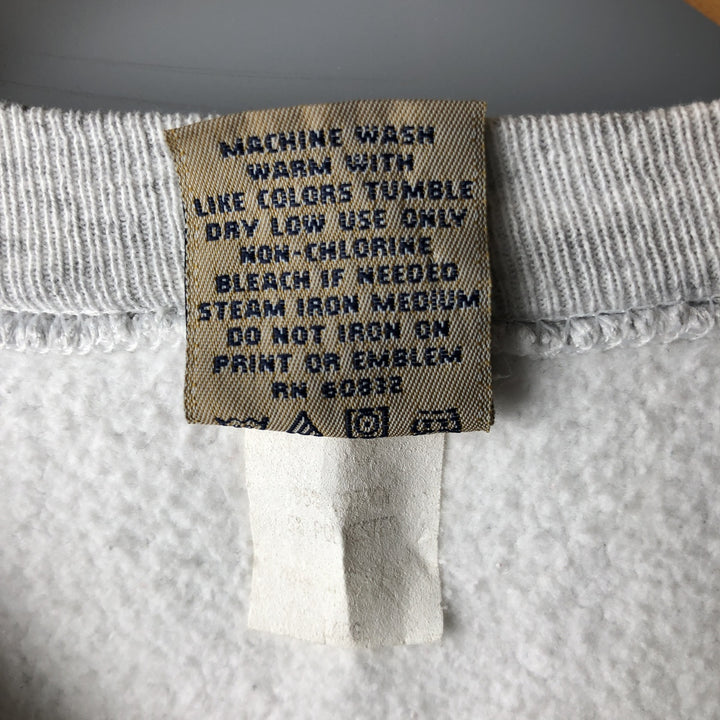 MACHINE WASH
WARM WITH
LIKE COLORS TUMBLE
DRY LOW USE ONLY
NON-CHLORINE
BLEACH IF NEEDED
STEAM IRON MEDIUM
DO NOT IRON ON
PRINT OR EMBLEM
RN 60832